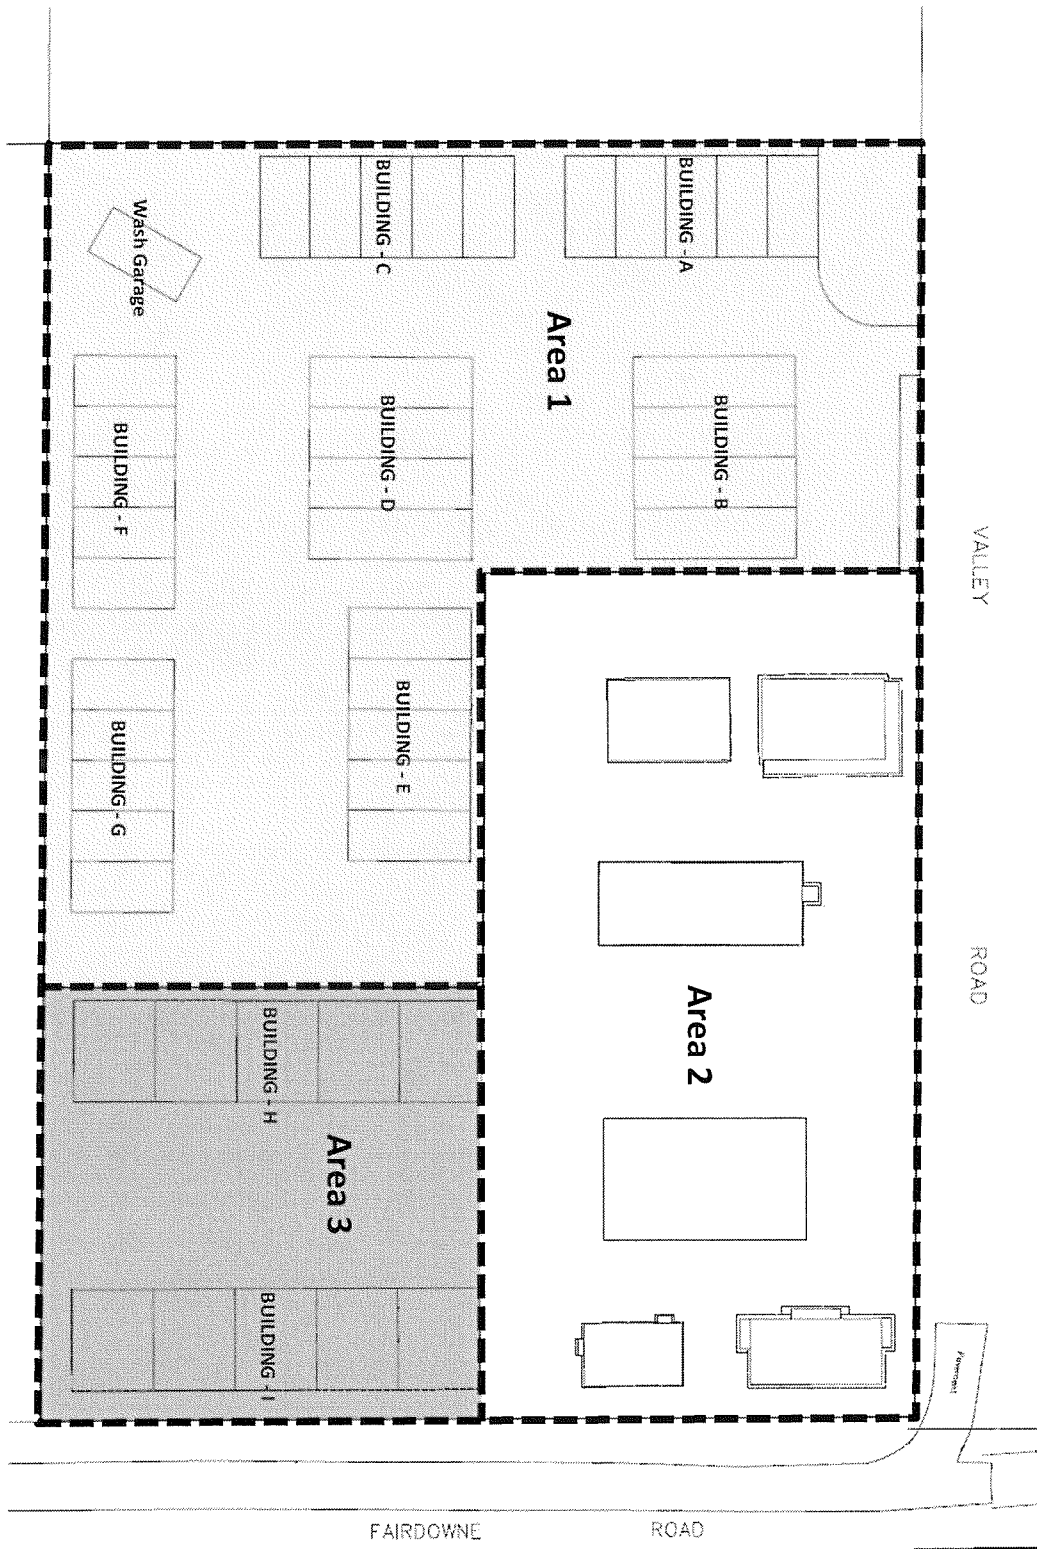 Wash Garage
BUILDING - C
BUILDING - A
Area 1
BUILDING - F
BUILDING - D
BUILDING - B
VALLEY
ROAD
BUILDING - G
BUILDING - E
Area 2
BUILDING - H
Area 3
BUILDING - I
Pavement
FAIRDOWNE
ROAD